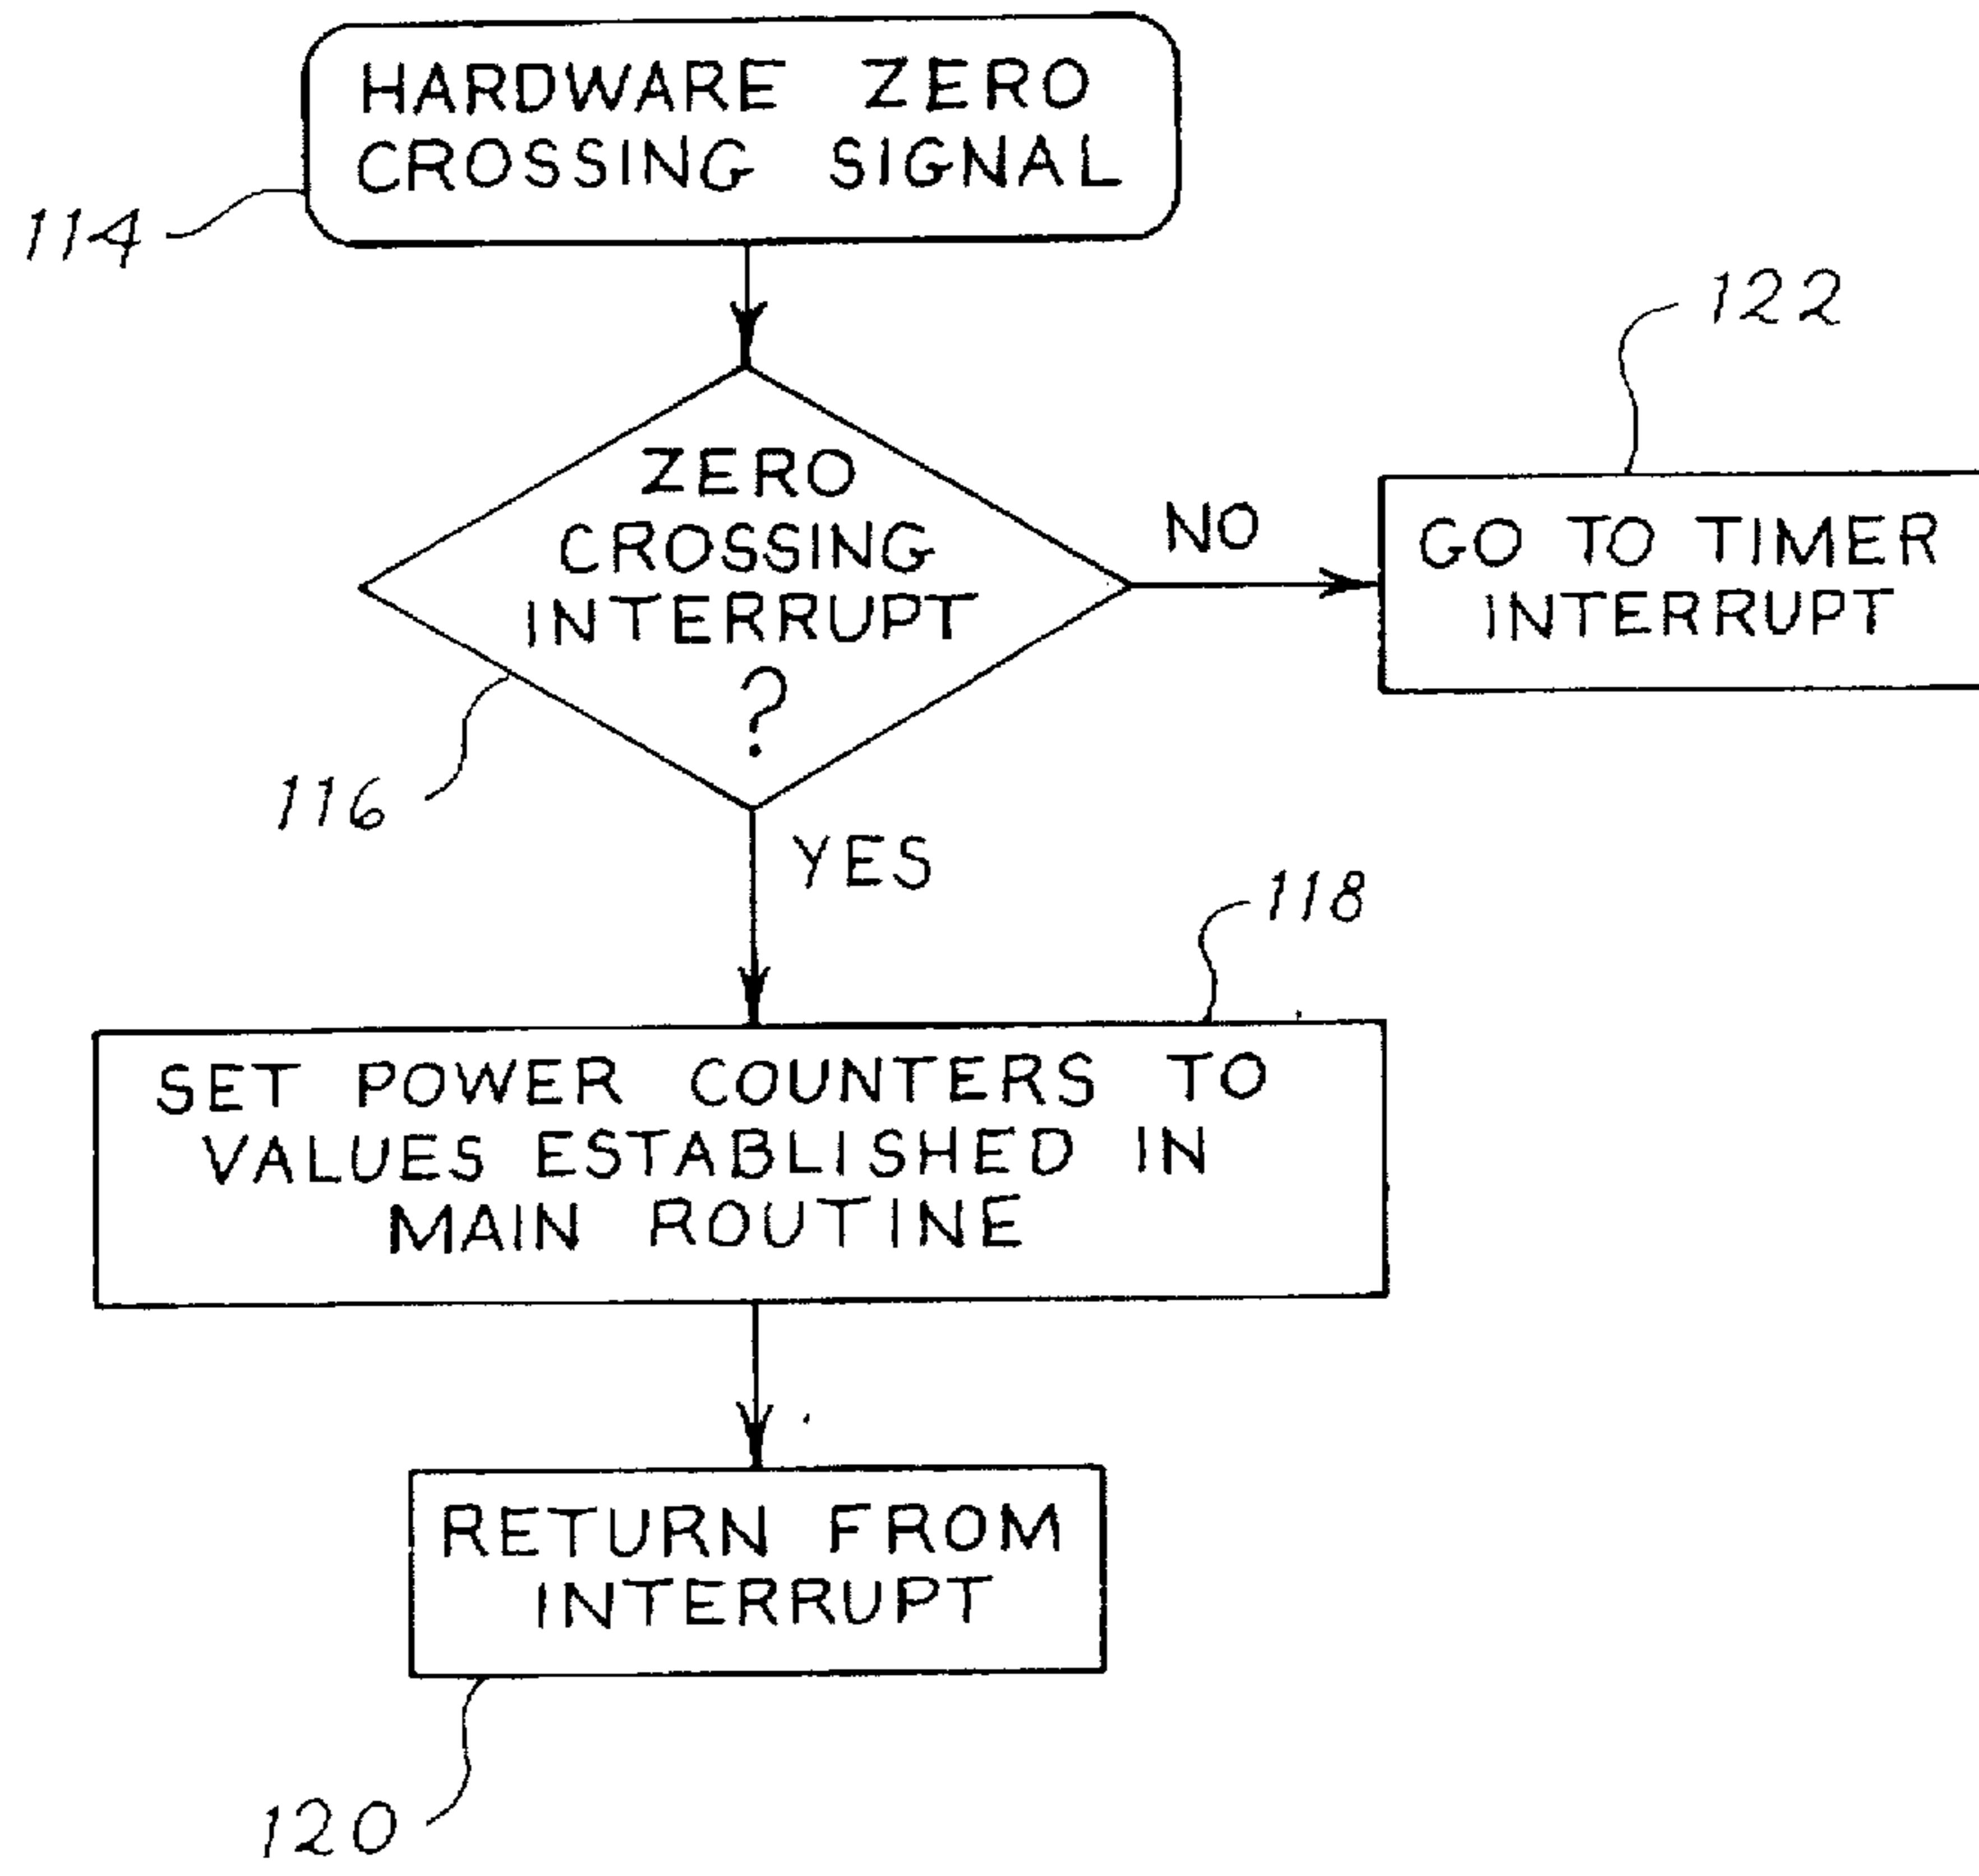 HARDWARE ZERO
CROSSING SIGNAL
114
122
ZERO
CROSSING
INTERRUPT
?
NO
GO TO TIMER
INTERRUPT
116
YES
118
SET POWER COUNTERS TO
VALUES ESTABLISHED IN
MAIN ROUTINE
RETURN FROM
INTERRUPT
120